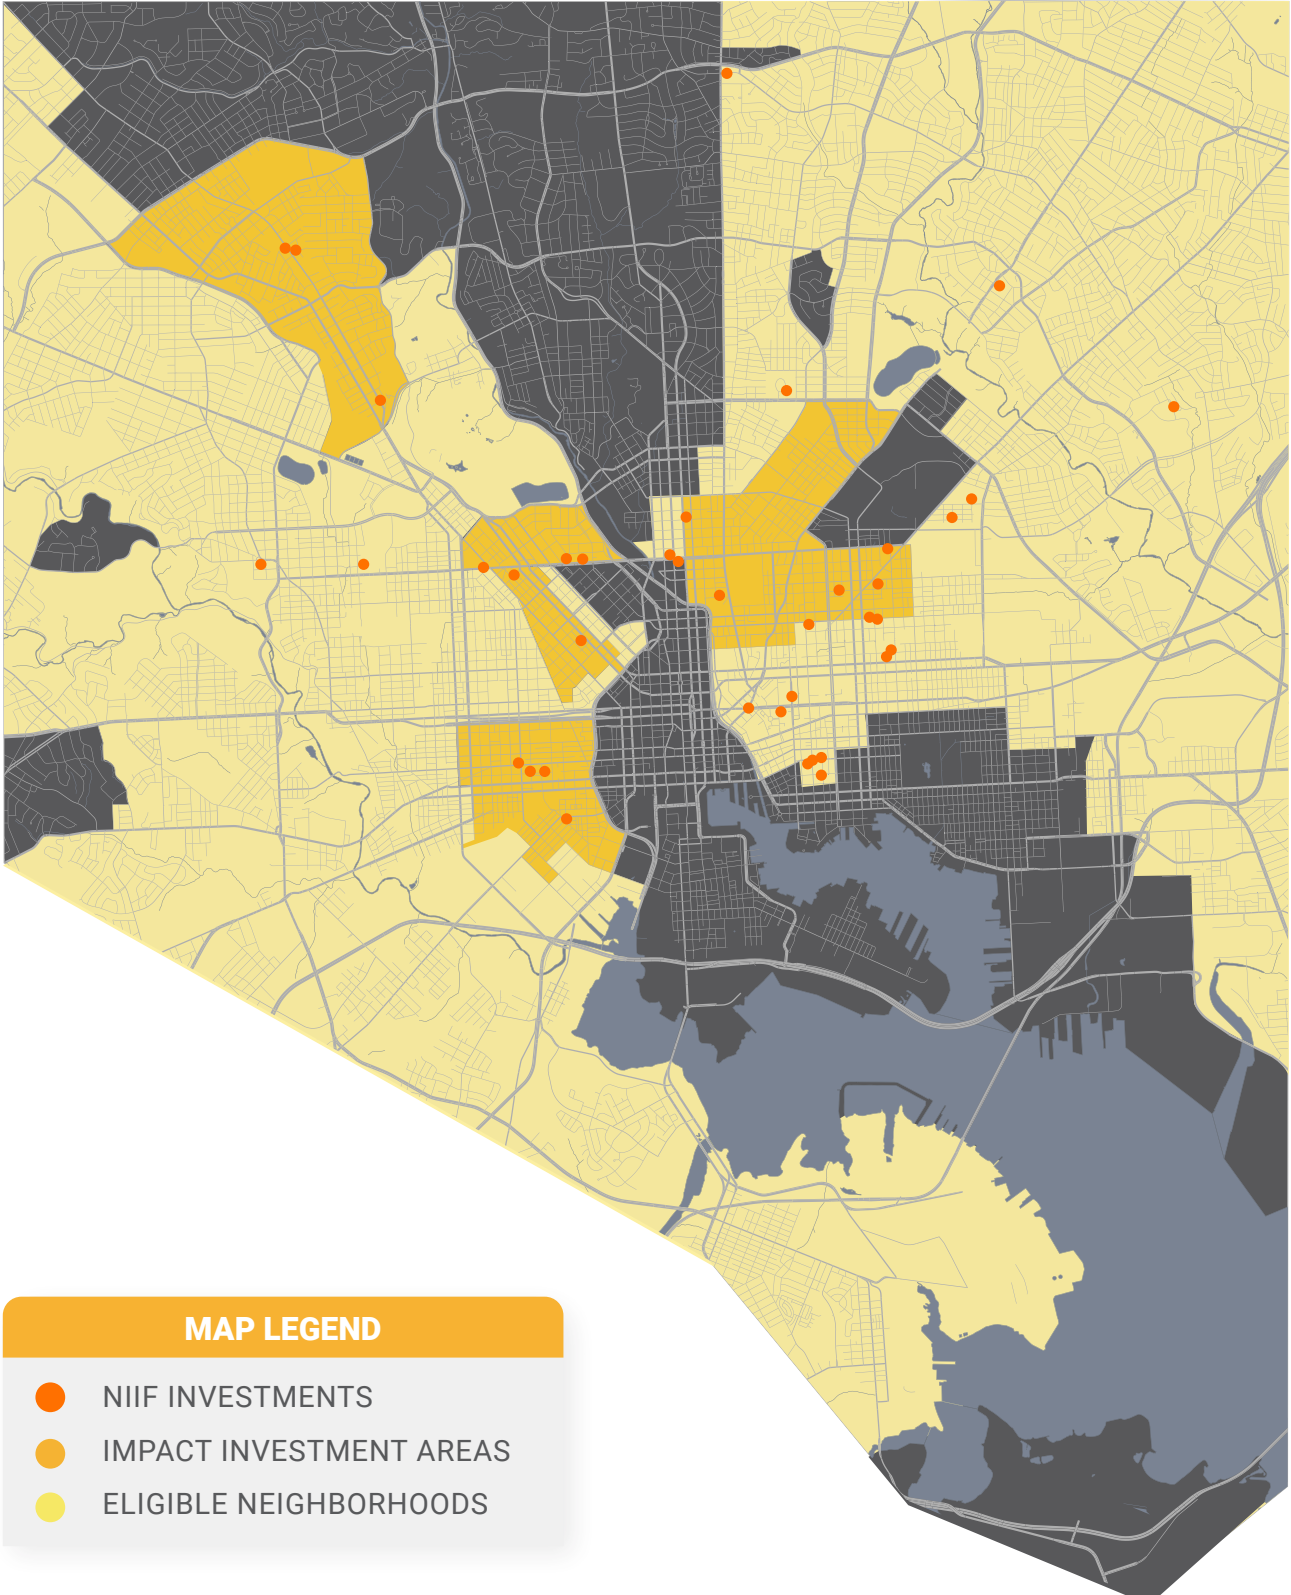 MAP LEGEND
NIIF INVESTMENTS
IMPACT INVESTMENT AREAS
ELIGIBLE NEIGHBORHOODS